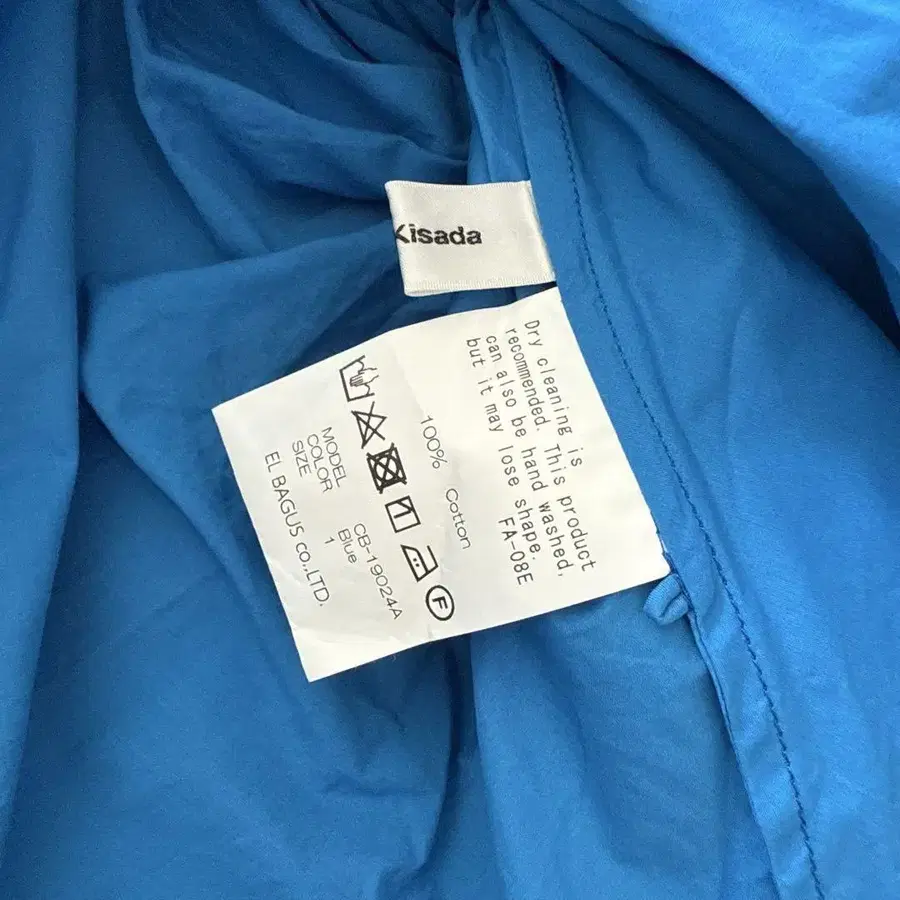 Kisada
Dry cleaning is
recommended. This product
can also be hand washed,
but it may lose shape.
FA-08E
100% Cotton
F
MODEL CB-19024A
COLOR Blue
SIZE 1
EL BAGUS CO.,LTD.